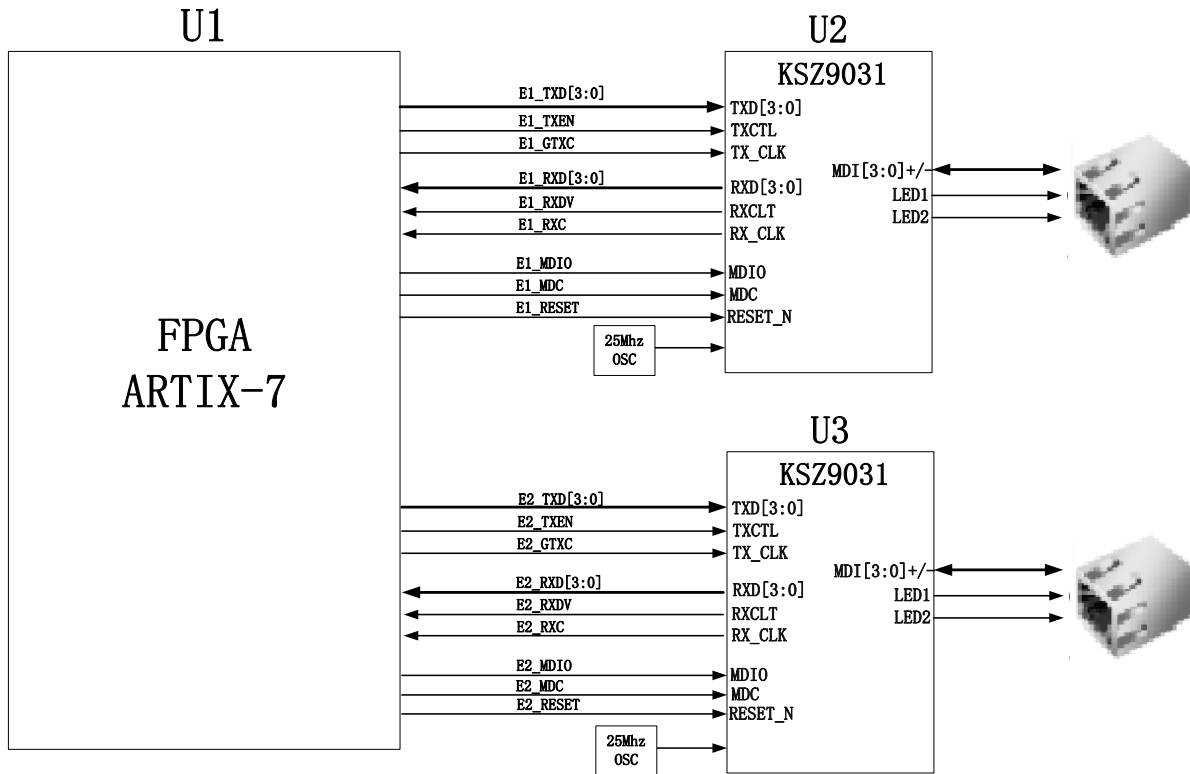 U1
FPGA
ARTIX-7
U2
KSZ9031
E1_TXD[3:0]
TXD[3:0]
E1_TXEN
TXCTL
E1_GTXC
TX_CLK
MDI[3:0]+/-
E1_RXD[3:0]
RXD[3:0]
LED1
E1_RXDV
RXCLT
LED2
E1_RXC
RX_CLK
E1_MDIO
MDIO
E1_MDC
MDC
E1_RESET
RESET_N
25Mhz
OSC
U3
KSZ9031
E2_TXD[3:0]
TXD[3:0]
E2_TXEN
TXCTL
E2_GTXC
TX_CLK
MDI[3:0]+/-
E2_RXD[3:0]
RXD[3:0]
LED1
E2_RXDV
RXCLT
LED2
E2_RXC
RX_CLK
E2_MDIO
MDIO
E2_MDC
MDC
E2_RESET
RESET_N
25Mhz
OSC